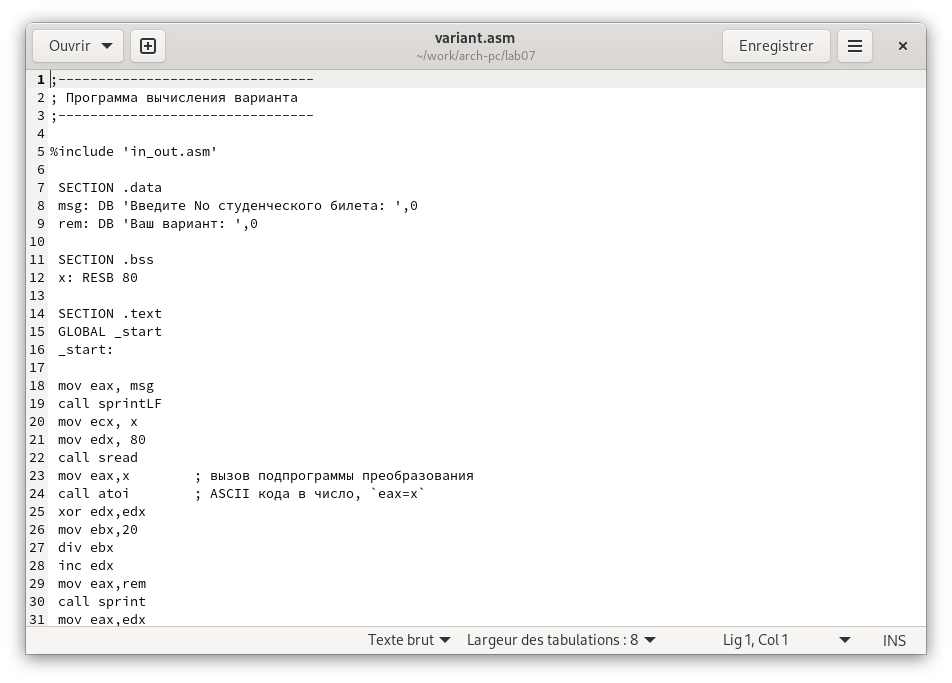 Ouvrir
variant.asm
~/work/arch-pc/lab07
Enregistrer
1 ;--------------------------------
2 ; Программа вычисления варианта
3 ;--------------------------------
4
5 %include 'in_out.asm'
6
7 SECTION .data
8 msg: DB 'Введите No студенческого билета: ',0
9 rem: DB 'Ваш вариант: ',0
10
11 SECTION .bss
12 x: RESB 80
13
14 SECTION .text
15 GLOBAL _start
16 _start:
17
18 mov eax, msg
19 call sprintLF
20 mov ecx, x
21 mov edx, 80
22 call sread
23 mov eax,x        ; вызов подпрограммы преобразования
24 call atoi        ; ASCII кода в число, `eax=x`
25 xor edx,edx
26 mov ebx,20
27 div ebx
28 inc edx
29 mov eax,rem
30 call sprint
31 mov eax,edx
Texte brut Largeur des tabulations : 8 Lig 1, Col 1 INS